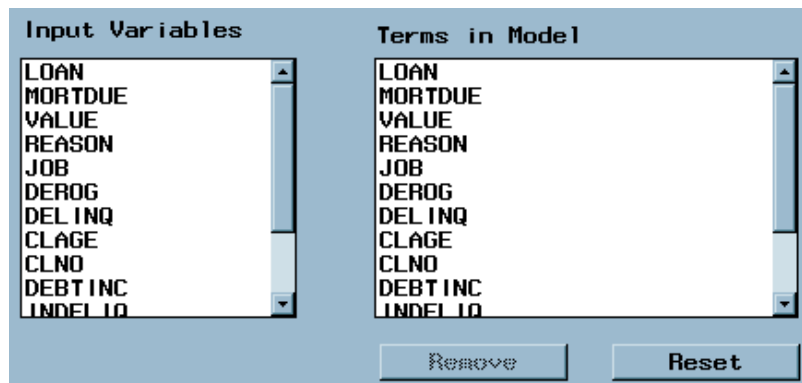 Input Variables
Terms in Model
LOAN
MORTDUE
VALUE
REASON
JOB
DEROG
DELINQ
CLAGE
CLNO
DEBTINC
LOAN
MORTDUE
VALUE
REASON
JOB
DEROG
DELINQ
CLAGE
CLNO
DEBTINC
Remove
Reset